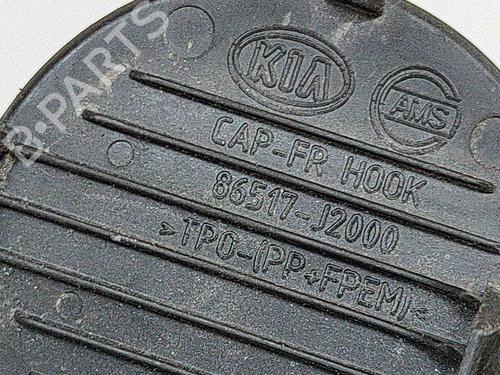 B-PARTS
KIA
AMS
CAP-FR HOOK
86517-J2000
>TPO-(PP+FPEM)<